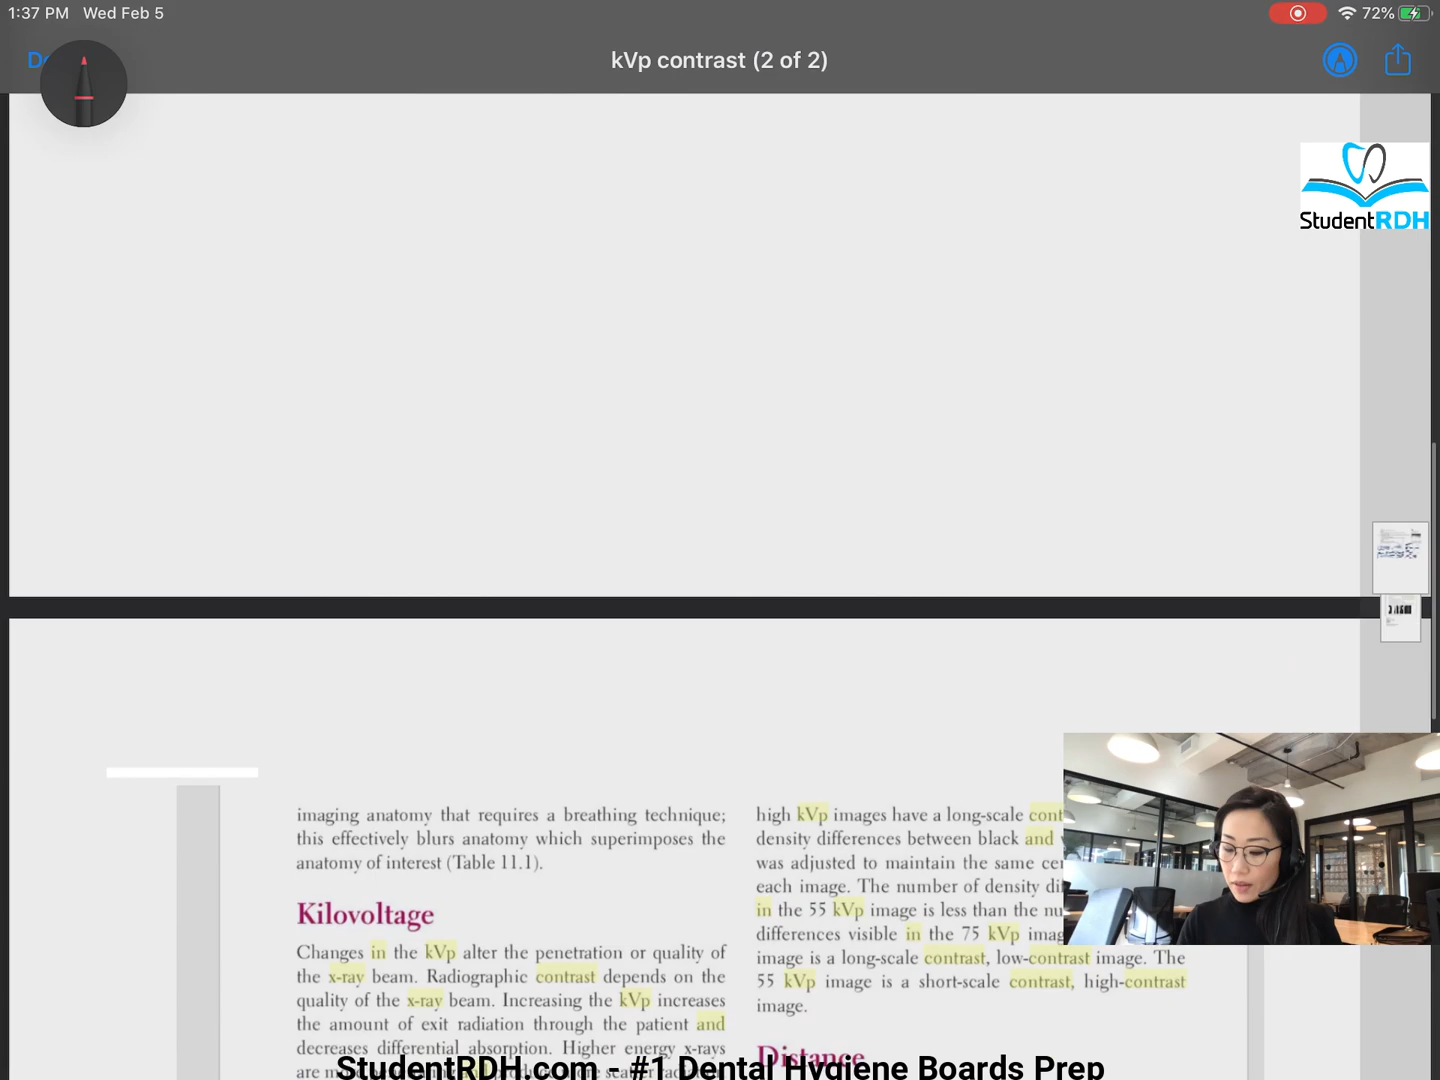 1:37 PM Wed Feb 5
72%
kVp contrast (2 of 2)
StudentRDH
imaging anatomy that requires a breathing technique;
this effectively blurs anatomy which superimposes the
anatomy of interest (Table 11.1).
Kilovoltage
Changes in the kVp alter the penetration or quality of
the x-ray beam. Radiographic contrast depends on the
quality of the x-ray beam. Increasing the kVp increases
the amount of exit radiation through the patient and
decreases differential absorption. Higher energy x-rays
are
high kVp images have a long-scale
density differences between black and
was adjusted to maintain the same
each image. The number of density
in the 55 kVp image is less than the
differences visible in the 75 kVp
image is a long-scale contrast, low-contrast image. The
55 kVp image is a short-scale contrast, high-contrast
image.
Distance
StudentRDH.com - #1 Dental Hygiene Boards Prep